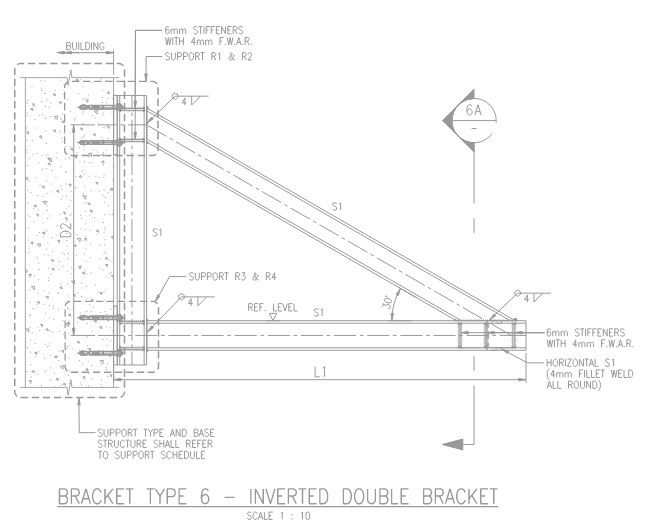 6mm STIFFENERS
WITH 4mm F.W.A.R.
BUILDING
SUPPORT R1 & R2
4
6A
-
S1
D2
S1
SUPPORT R3 & R4
4
REF. LEVEL
S1
30°
4
6mm STIFFENERS
WITH 4mm F.W.A.R.
HORIZONTAL S1
(4mm FILLET WELD
ALL ROUND)
L1
SUPPORT TYPE AND BASE
STRUCTURE SHALL REFER
TO SUPPORT SCHEDULE
BRACKET TYPE 6 - INVERTED DOUBLE BRACKET
SCALE 1 : 10